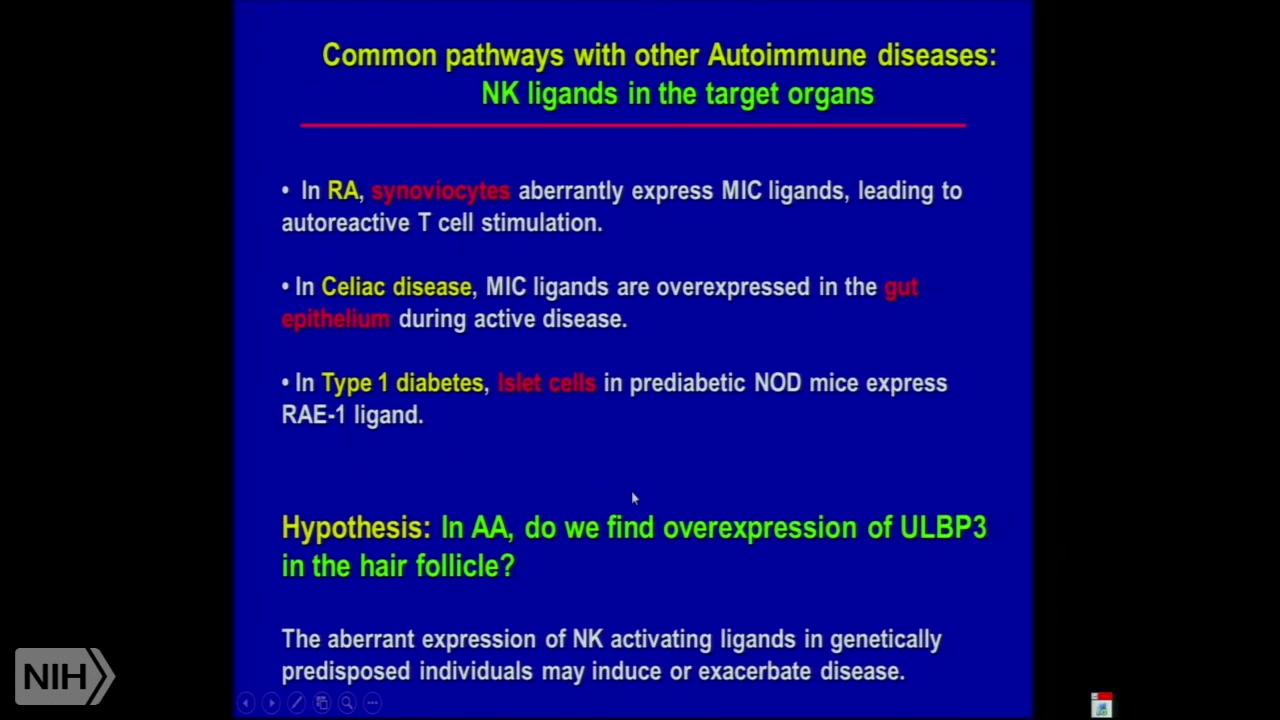 Common pathways with other Autoimmune diseases:
NK ligands in the target organs
• In RA, synoviocytes aberrantly express MIC ligands, leading to
autoreactive T cell stimulation.
• In Celiac disease, MIC ligands are overexpressed in the gut
epithelium during active disease.
• In Type 1 diabetes, Islet cells in prediabetic NOD mice express
RAE-1 ligand.
Hypothesis: In AA, do we find overexpression of ULBP3
in the hair follicle?
The aberrant expression of NK activating ligands in genetically
predisposed individuals may induce or exacerbate disease.
NIH